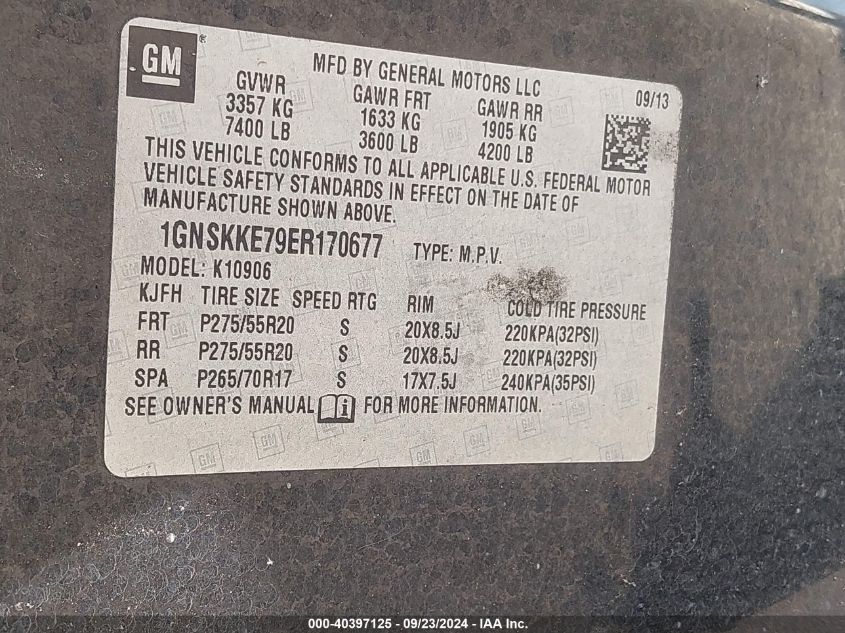 GM
MFD BY GENERAL MOTORS LLC
09/13
GVWR GAWR FRT GAWR RR
3357 KG 1633 KG 1905 KG
7400 LB 3600 LB 4200 LB
THIS VEHICLE CONFORMS TO ALL APPLICABLE U.S. FEDERAL MOTOR
VEHICLE SAFETY STANDARDS IN EFFECT ON THE DATE OF
MANUFACTURE SHOWN ABOVE.
1GNSKKE79ER170677 TYPE: M.P.V.
MODEL: K10906
KJFH TIRE SIZE SPEED RTG RIM COLD TIRE PRESSURE
FRT P275/55R20 S 20X8.5J 220KPA(32PSI)
RR P275/55R20 S 20X8.5J 220KPA(32PSI)
SPA P265/70R17 S 17X7.5J 240KPA(35PSI)
SEE OWNER'S MANUAL FOR MORE INFORMATION.
000-40397125 - 09/23/2024 - IAA Inc.